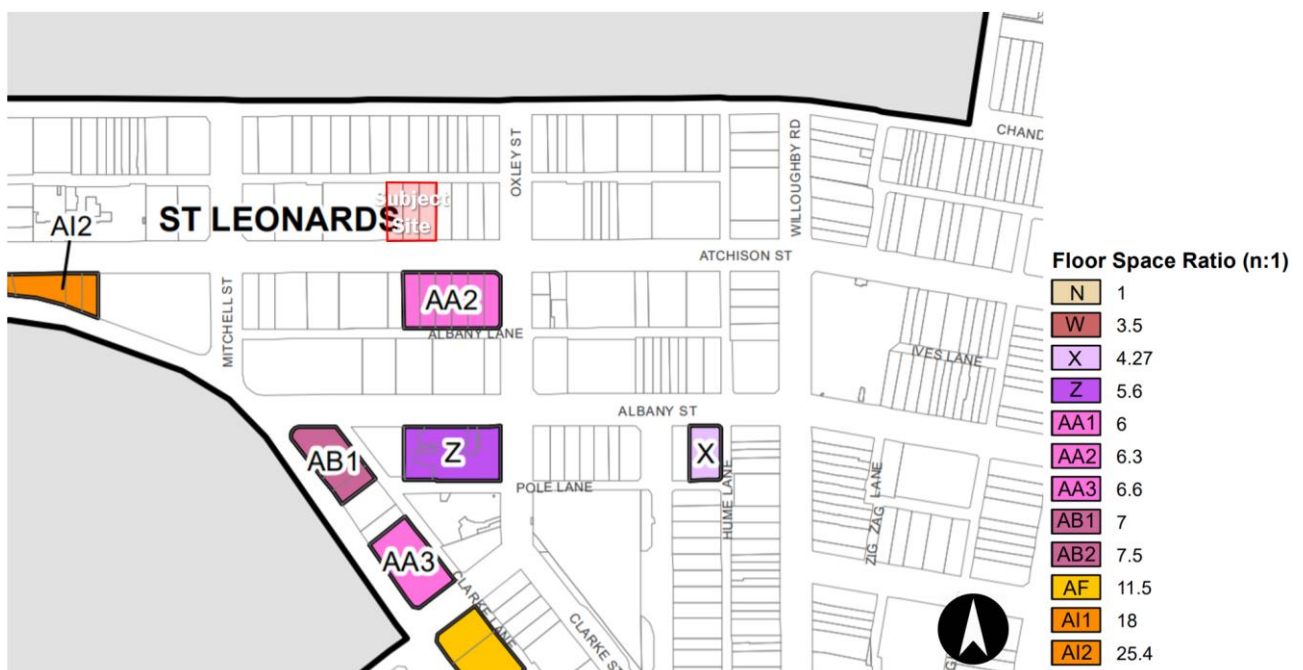 CHAND
OXLEY ST
WILLOUGHBY RD
Subject
Site
ST LEONARDS
AI2
ATCHISON ST
MITCHELL ST
AA2
ALBANY LANE
IVES LANE
ALBANY ST
AB1
Z
X
POLE LANE
HUME LANE
ZIG ZAG LANE
AA3
CLARKE LANE
CLARKE ST
G
Floor Space Ratio (n:1)
N 1
W 3.5
X 4.27
Z 5.6
AA1 6
AA2 6.3
AA3 6.6
AB1 7
AB2 7.5
AF 11.5
AI1 18
AI2 25.4